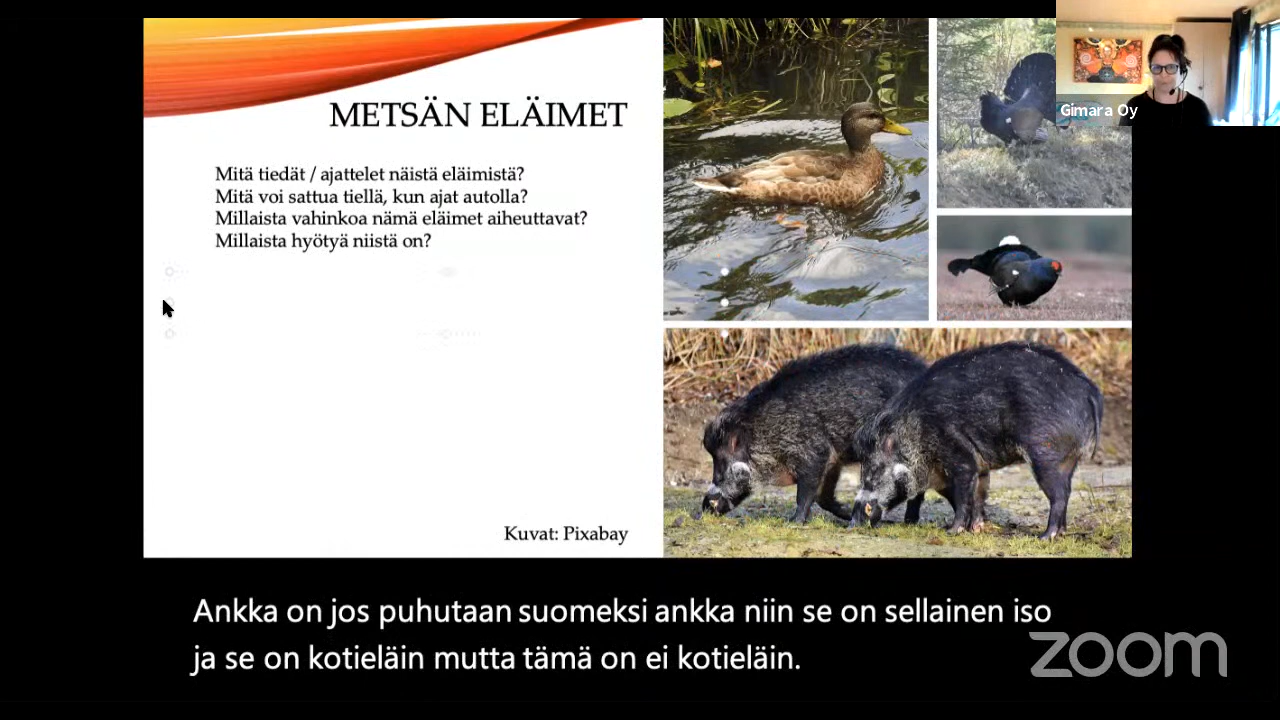 METSÄN ELÄIMET
Mitä tiedät / ajattelet näistä eläimistä?
Mitä voi sattua tiellä, kun ajat autolla?
Millaista vahinkoa nämä eläimet aiheuttavat?
Millaista hyötyä niistä on?
Kuvat: Pixabay
Gimara Oy
Ankka on jos puhutaan suomeksi ankka niin se on sellainen iso
ja se on kotieläin mutta tämä on ei kotieläin.
zoom